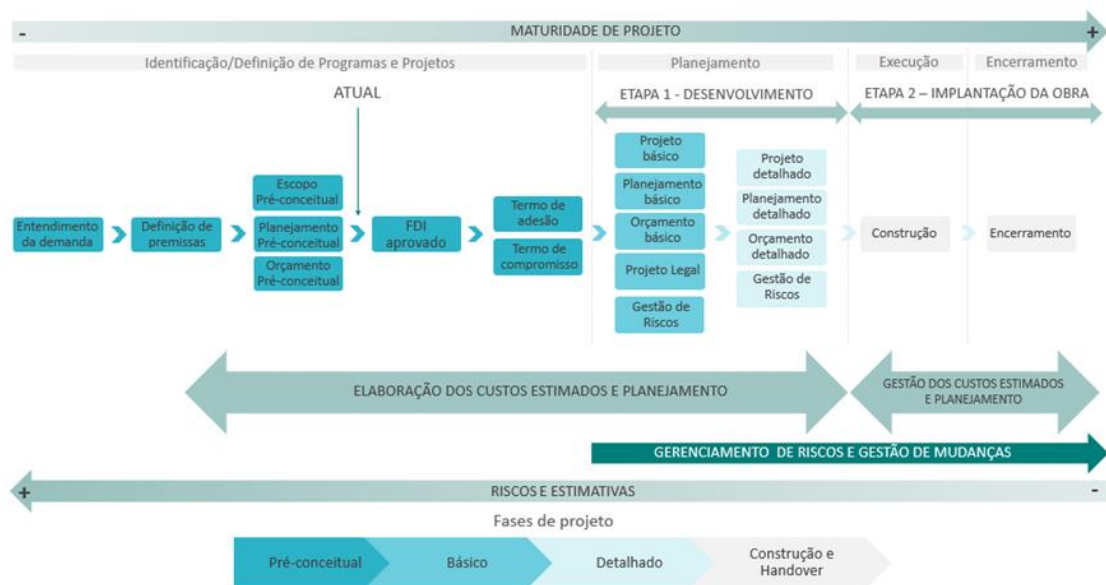 - MATURIDADE DE PROJETO +
Identificação/Definição de Programas e Projetos
Planejamento
Execução
Encerramento
ATUAL
ETAPA 1 - DESENVOLVIMENTO
ETAPA 2 – IMPLANTAÇÃO DA OBRA
Entendimento
da demanda
Definição de
premissas
Escopo
Pré-conceitual
Planejamento
Pré-conceitual
Orçamento
Pré-conceitual
FDI
aprovado
Termo de
adesão
Termo de
compromisso
Projeto
básico
Planejamento
básico
Orçamento
básico
Projeto Legal
Gestão de
Riscos
Projeto
detalhado
Planejamento
detalhado
Orçamento
detalhado
Gestão de
Riscos
Construção
Encerramento
ELABORAÇÃO DOS CUSTOS ESTIMADOS E PLANEJAMENTO
GESTÃO DOS CUSTOS ESTIMADOS
E PLANEJAMENTO
GERENCIAMENTO DE RISCOS E GESTÃO DE MUDANÇAS
+ RISCOS E ESTIMATIVAS -
Fases de projeto
Pré-conceitual
Básico
Detalhado
Construção e
Handover